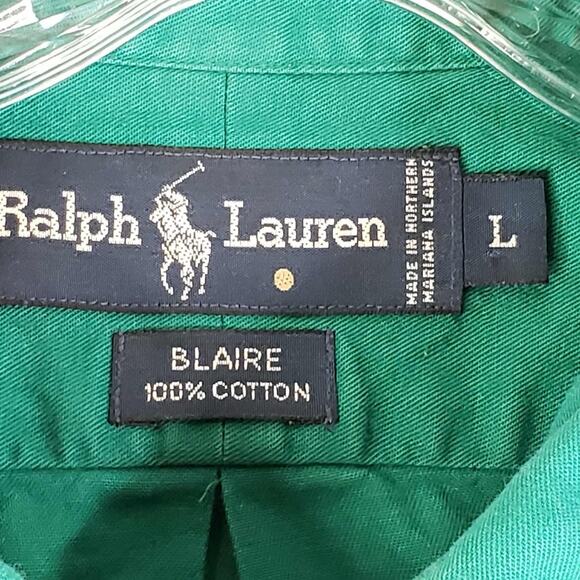 Ralph Lauren
MADE IN NORTHERN
MARIANA ISLANDS
L
BLAIRE
100% COTTON